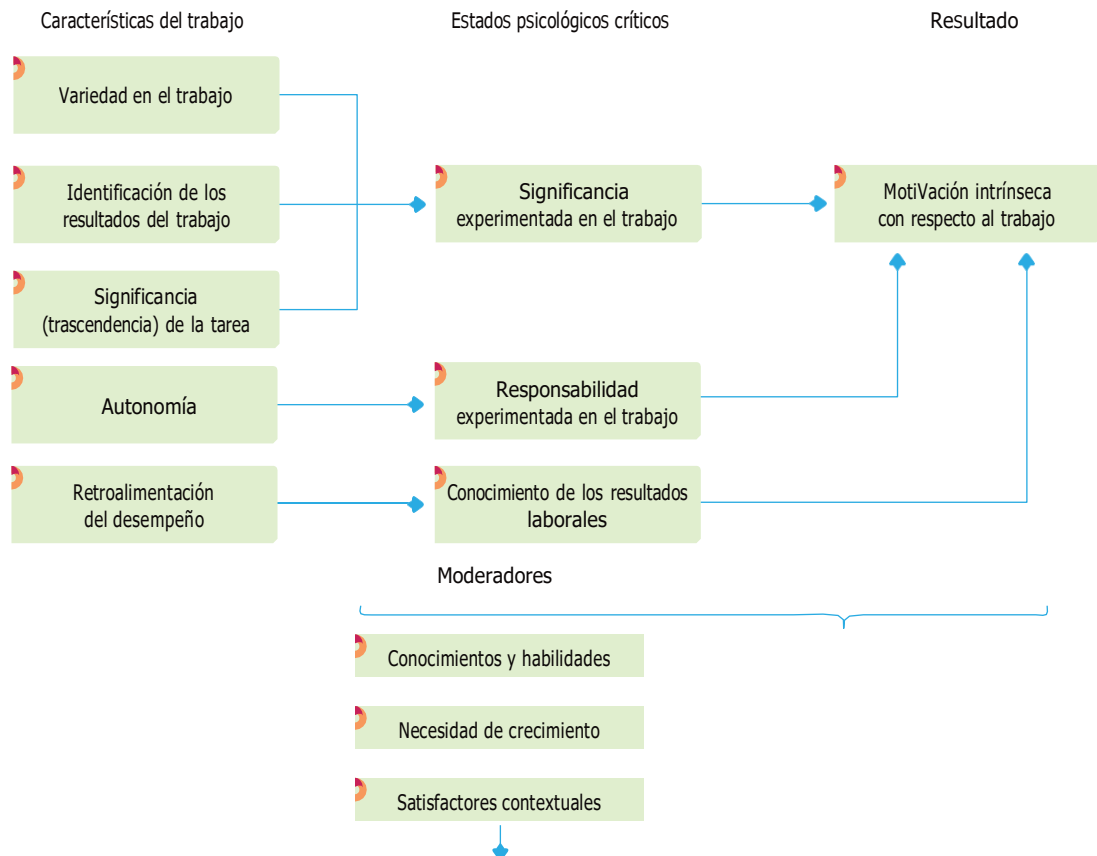 Características del trabajo
Estados psicológicos críticos
Resultado
Variedad en el trabajo
Identificación de los
resultados del trabajo
Significancia
experimentada en el trabajo
MotiVación intrínseca
con respecto al trabajo
Significancia
(trascendencia) de la tarea
Autonomía
Responsabilidad
experimentada en el trabajo
Retroalimentación
del desempeño
Conocimiento de los resultados
laborales
Moderadores
Conocimientos y habilidades
Necesidad de crecimiento
Satisfactores contextuales